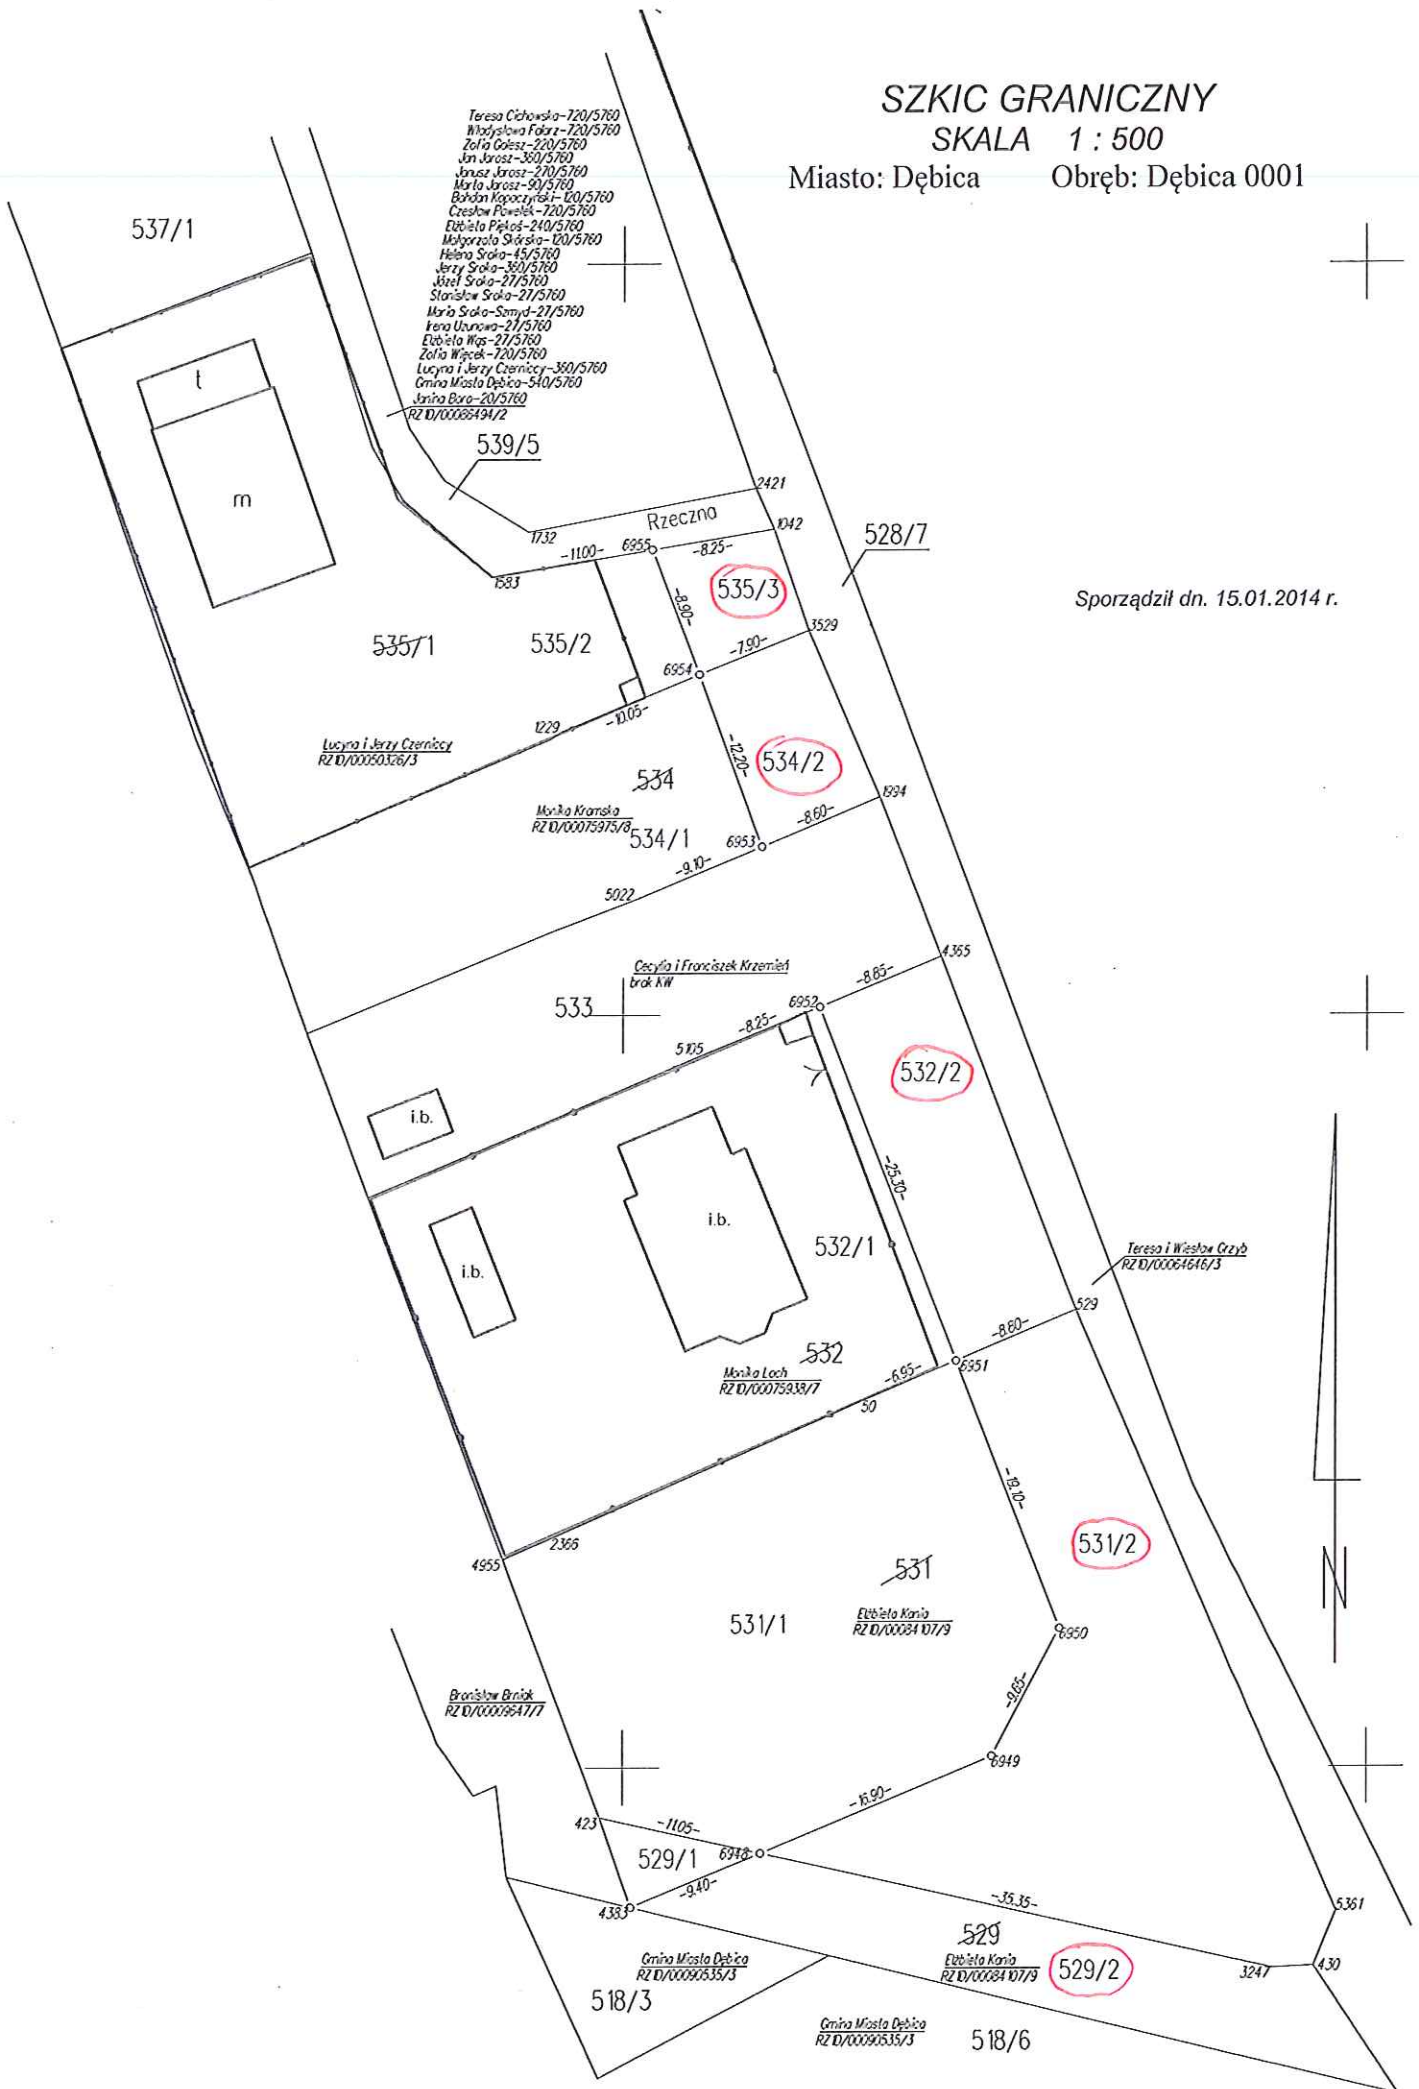 SZKIC GRANICZNY
SKALA 1 : 500
Miasto: Dębica Obręb: Dębica 0001
Teresa Cichowska-720/5760
Władysława Falarz-720/5760
Zofia Golesz-220/5760
Jan Jarosz-360/5760
Janusz Jarosz-270/5760
Marta Jarosz-90/5760
Bohdan Kopaczyński-120/5760
Czesław Pawełek-720/5760
Elżbieta Piękoś-240/5760
Małgorzata Skórska-120/5760
Helena Sroka-45/5760
Jerzy Sroka-360/5760
Józef Sroka-27/5760
Stanisław Sroka-27/5760
Maria Sroka-Szmyd-27/5760
Irena Uzunowa-27/5760
Elżbieta Wąs-27/5760
Zofia Więcek-720/5760
Lucyna i Jerzy Czerniccy-360/5760
Gmina Miasta Dębica-540/5760
Janina Bara-20/5760
RZ1D/00086494/2
537/1
t
m
539/5
2421
Rzeczna
1732
1042
528/7
6955
-11.00-
-8.25-
1583
535/3
-8.90-
Sporządził dn. 15.01.2014 r.
535/1
535/2
3529
-7.90-
6954
-10.05-
1229
Lucyna i Jerzy Czerniccy
RZ1D/00050326/3
-12.20-
534/2
534
1994
Monika Kramska
RZ1D/00075975/8
534/1
-8.60-
6953
-9.10-
5022
4365
Cecylia i Franciszek Krzemień
brak KW
-8.85-
533
6952
-8.25-
5105
532/2
i.b.
-25.30-
i.b.
532/1
i.b.
Teresa i Wiesław Grzyb
RZ1D/00064646/3
529
-8.80-
532
6951
Monika Loch
RZ1D/00075938/7
-6.95-
50
-19.10-
2366
531/2
4955
531
N
531/1
Elżbieta Kania
RZ1D/00084107/9
6950
-9.65-
Bronisław Brniak
RZ1D/00009647/7
6949
-16.90-
423
-11.05-
529/1
6948
-9.40-
-35.35-
5361
4383
529
Elżbieta Kania
RZ1D/00084107/9
529/2
3247
430
Gmina Miasta Dębica
RZ1D/00090535/3
518/3
Gmina Miasta Dębica
RZ1D/00090535/3
518/6